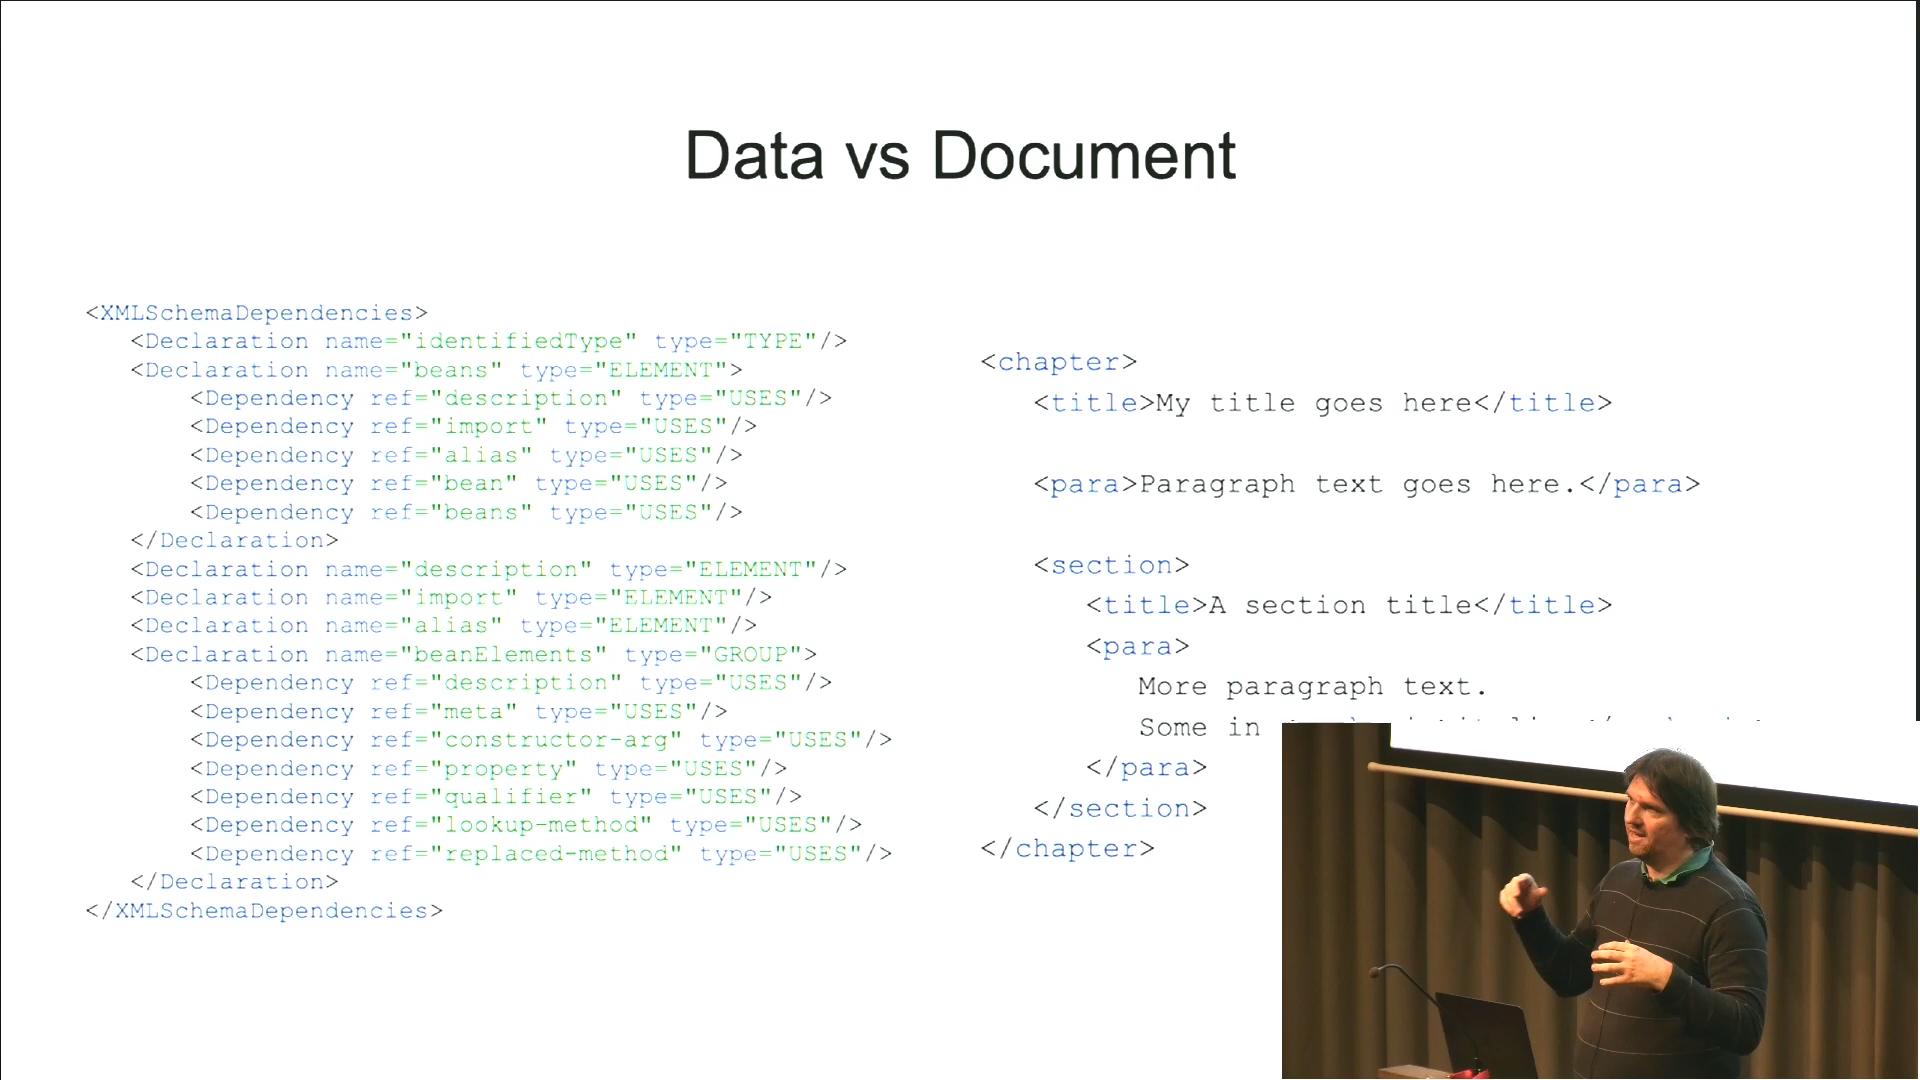 Data vs Document
<XMLSchemaDependencies>
<Declaration name="identifiedType" type="TYPE"/>
<Declaration name="beans" type="ELEMENT">
<Dependency ref="description" type="USES"/>
<Dependency ref="import" type="USES"/>
<Dependency ref="alias" type="USES"/>
<Dependency ref="bean" type="USES"/>
<Dependency ref="beans" type="USES"/>
</Declaration>
<Declaration name="description" type="ELEMENT"/>
<Declaration name="import" type="ELEMENT"/>
<Declaration name="alias" type="ELEMENT"/>
<Declaration name="beanElements" type="GROUP">
<Dependency ref="description" type="USES"/>
<Dependency ref="meta" type="USES"/>
<Dependency ref="constructor-arg" type="USES"/>
<Dependency ref="property" type="USES"/>
<Dependency ref="qualifier" type="USES"/>
<Dependency ref="lookup-method" type="USES"/>
<Dependency ref="replaced-method" type="USES"/>
</Declaration>
</XMLSchemaDependencies>
<chapter>
<title>My title goes here</title>
<para>Paragraph text goes here.</para>
<section>
<title>A section title</title>
<para>
More paragraph text.
Some in
</para>
</section>
</chapter>